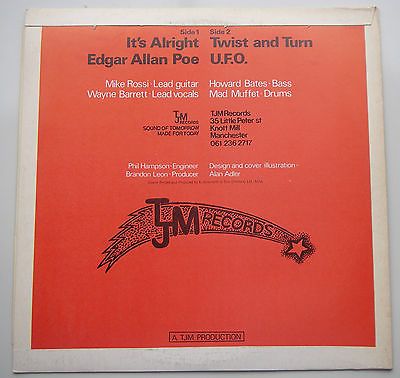 Side 1 Side 2
It's Alright Twist and Turn
Edgar Allan Poe U.F.O.
Mike Rossi · Lead guitar Howard Bates · Bass
Wayne Barrett · Lead vocals Mad Muffet · Drums
TJM
RECORDS
SOUND OF TOMORROW
MADE FOR TODAY
TJM Records
35 Little Peter st
Knott Mill
Manchester
061 236 2717
Phil Hampson · Engineer Design and cover illustration -
Brandon Leon · Producer Alan Adler
TJM RECORDS
A TJM PRODUCTION